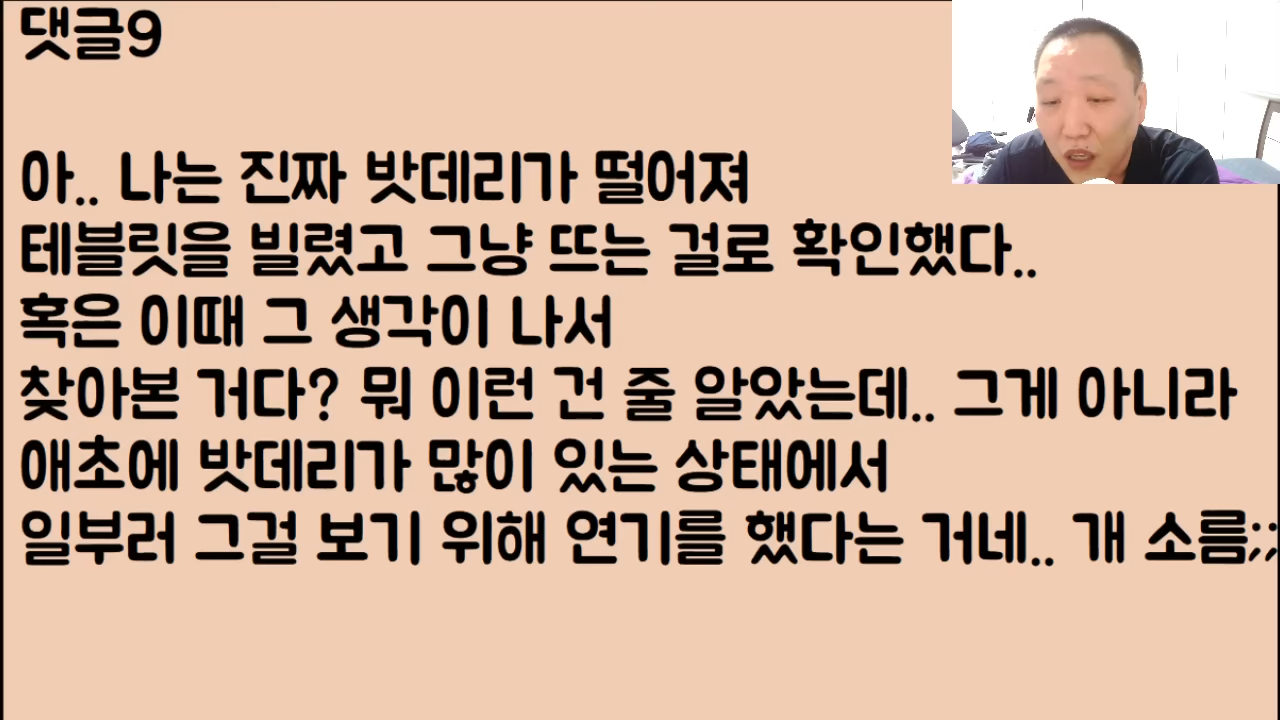 댓글9
아.. 나는 진짜 밧데리가 떨어져
테블릿을 빌렸고 그냥 뜨는 걸로 확인했다..
혹은 이때 그 생각이 나서
찾아본 거다? 뭐 이런 건 줄 알았는데.. 그게 아니라
애초에 밧데리가 많이 있는 상태에서
일부러 그걸 보기 위해 연기를 했다는 거네.. 개 소름;;